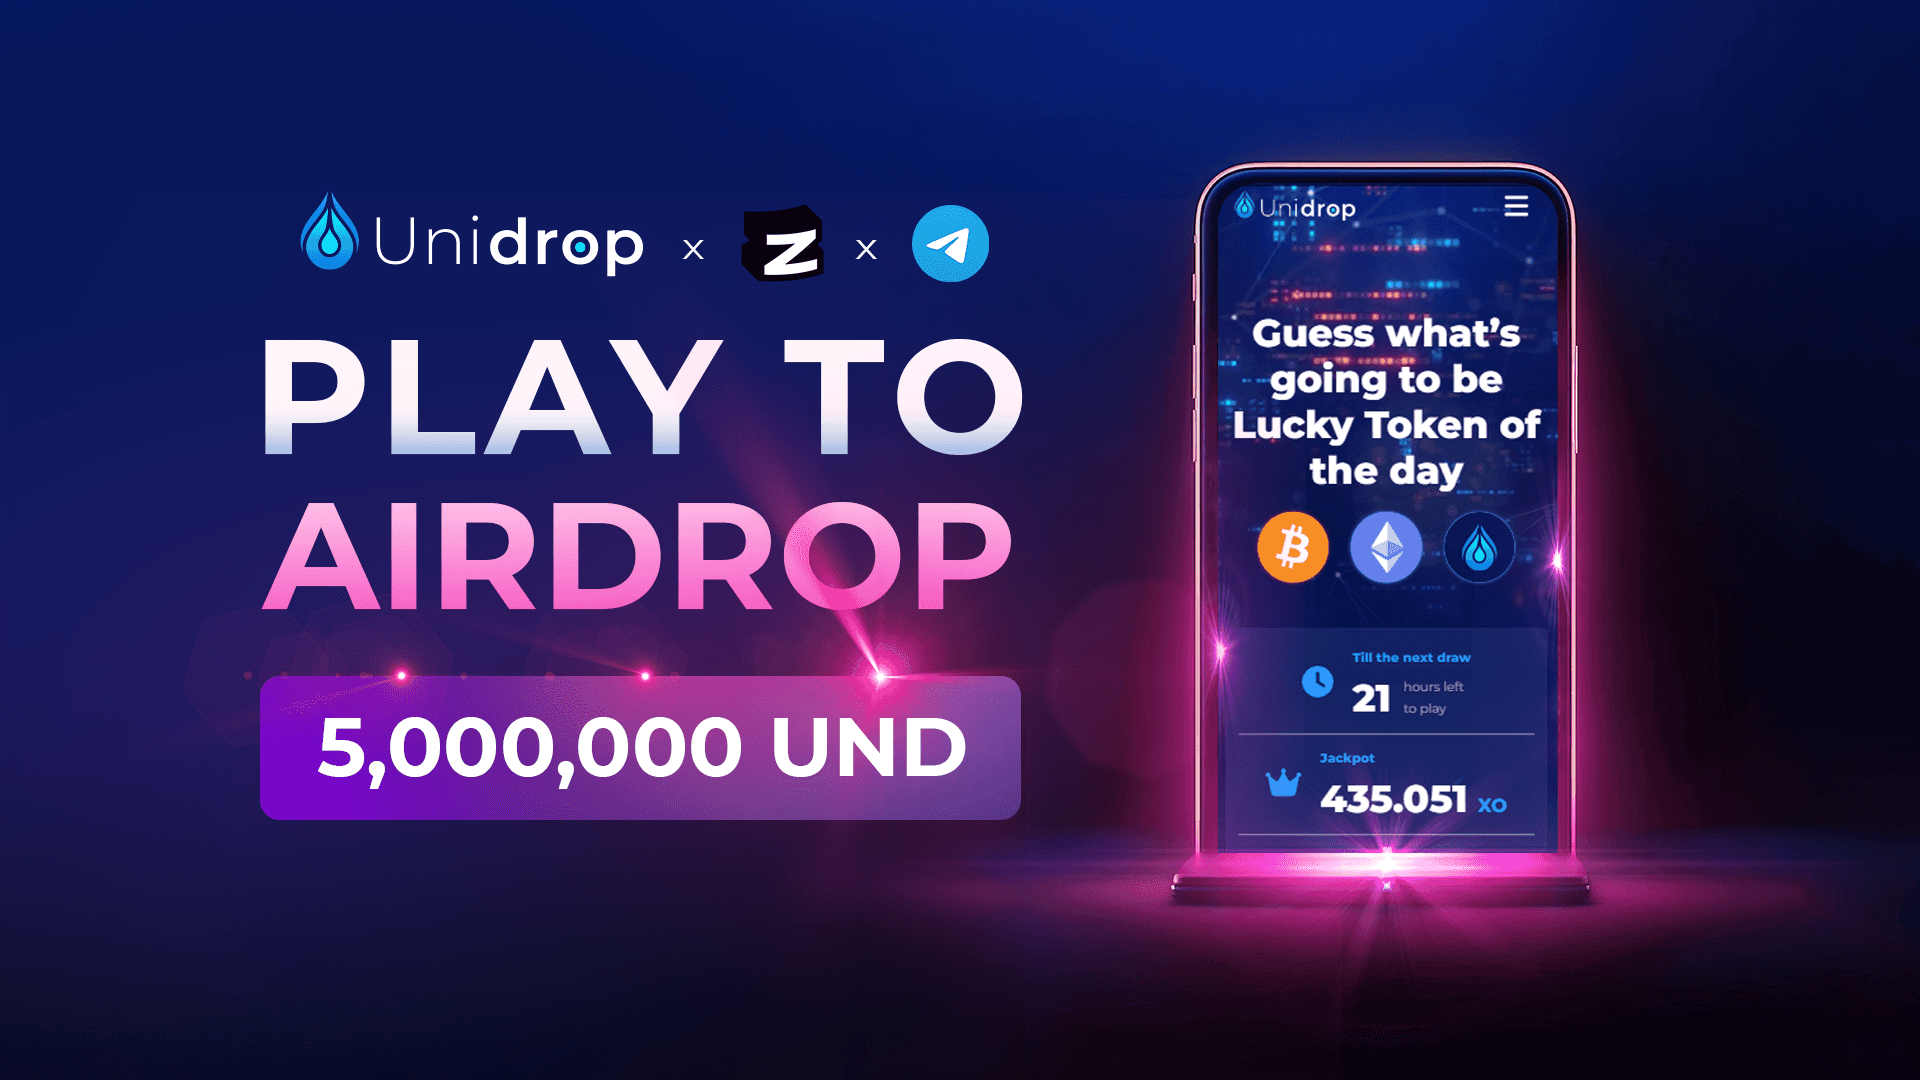 Unidrop x Z x
PLAY TO
AIRDROP
5,000,000 UND
Unidrop
Guess what's
going to be
Lucky Token of
the day
Till the next draw
21 hours left
to play
Jackpot
435.051 XO